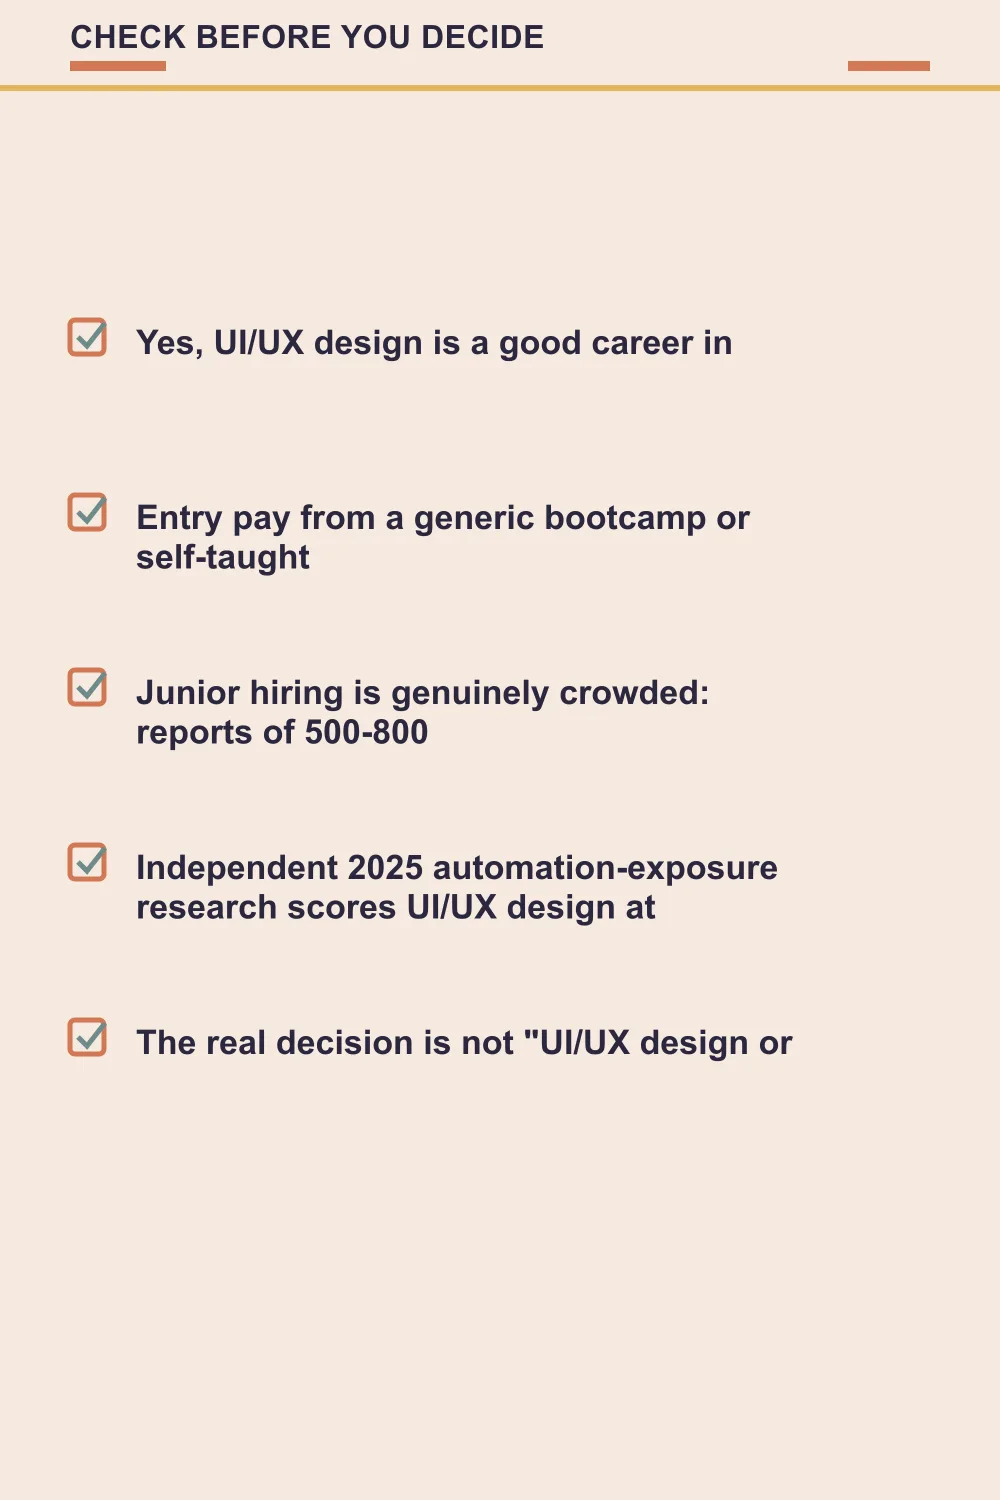 CHECK BEFORE YOU DECIDE
Yes, UI/UX design is a good career in
Entry pay from a generic bootcamp or
self-taught
Junior hiring is genuinely crowded:
reports of 500-800
Independent 2025 automation-exposure
research scores UI/UX design at
The real decision is not "UI/UX design or